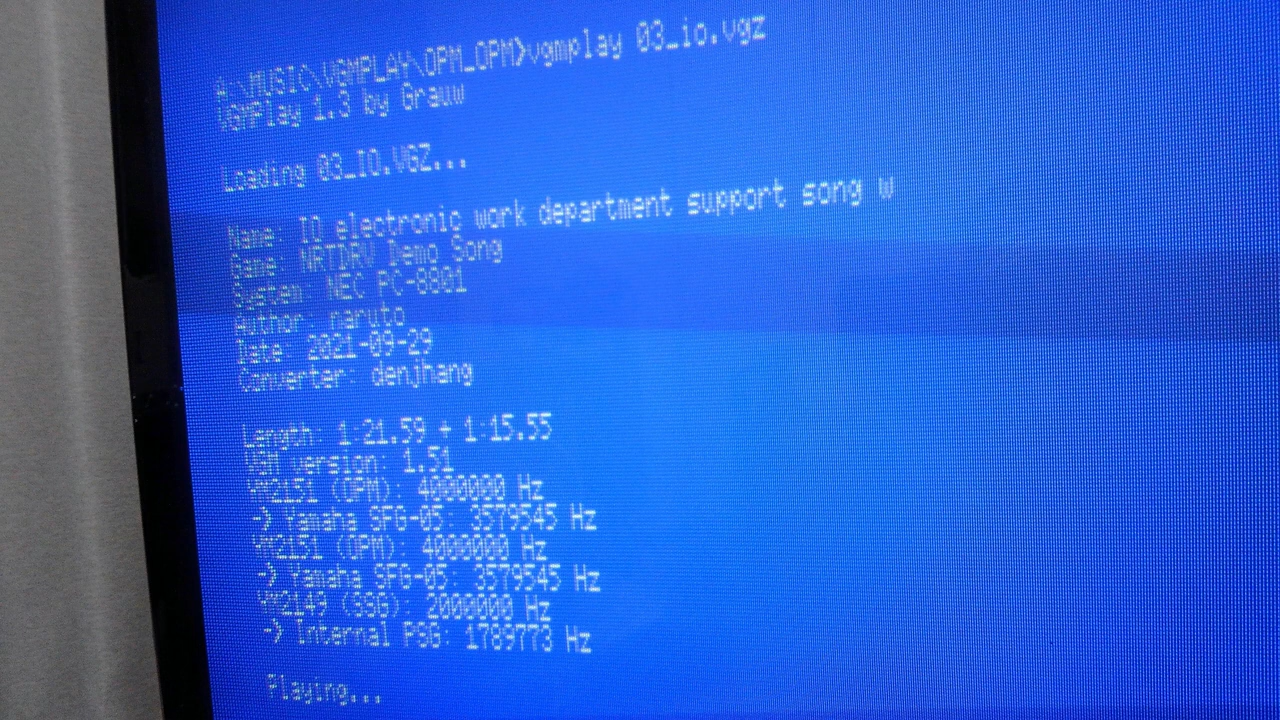 A:\MUSIC\VGMPLAY\OPM_OPM>vgmplay 03_io.vgz
VGMPlay 1.3 by Grauw
Loading 03_IO.VGZ...
Name: IO electronic work department support song w
Game: NRTDRV Demo Song
System: NEC PC-8801
Author: naruto
Date: 2021-09-29
Converter: denjhang
Length: 1:21.59 + 1:15.55
VGM version: 1.51
YM2151 (OPM): 4000000 Hz
-> Yamaha SFG-05: 3579545 Hz
YM2151 (OPM): 4000000 Hz
-> Yamaha SFG-05: 3579545 Hz
YM2149 (SSG): 2000000 Hz
-> Internal PSG: 1789773 Hz
Playing...